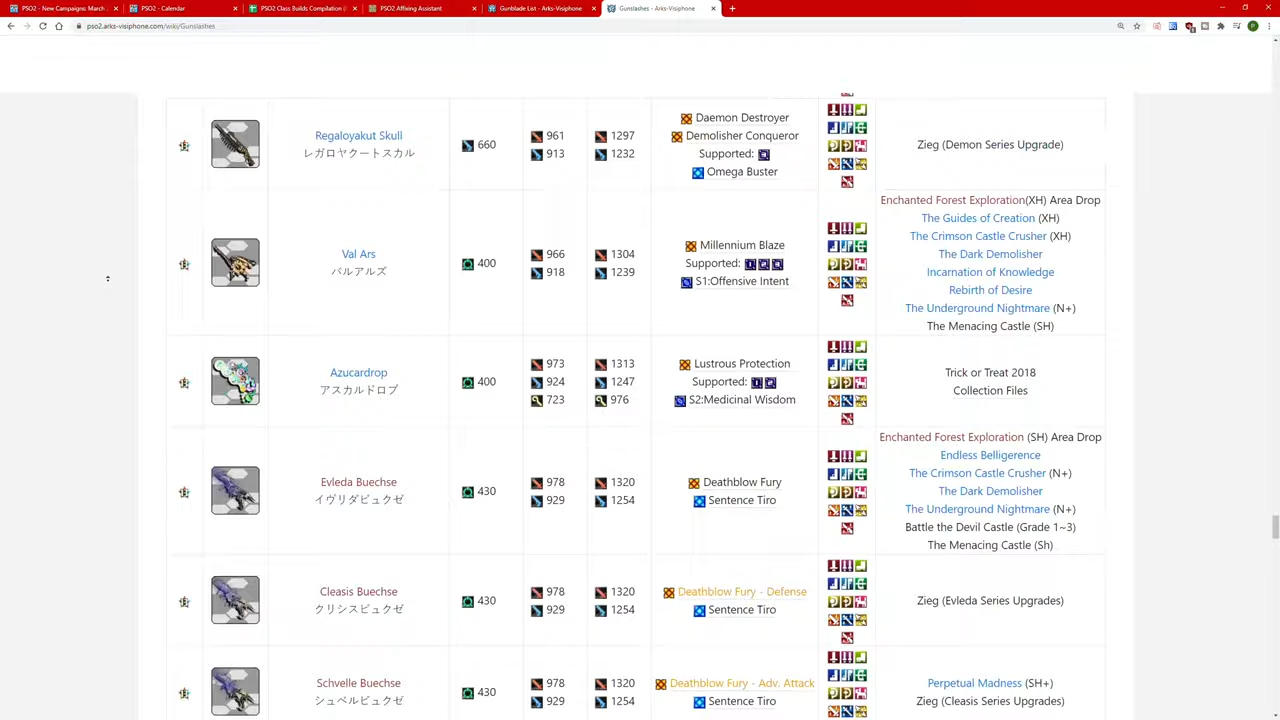 PSO2 - New Campaigns: March
PSO2 - Calendar
PSO2 Class Builds Compilation (
PSO2 Affixing Assistant
Gunblade List - Arks-Visiphone
Gunslashes - Arks-Visiphone
pso2.arks-visiphone.com/wiki/Gunslashes
Regaloyakut Skull
レガロヤクートスカル
660
961
913
1297
1232
Daemon Destroyer
Demolisher Conqueror
Supported:
Omega Buster
Zieg (Demon Series Upgrade)
Val Ars
バルアルズ
400
966
918
1304
1239
Millennium Blaze
Supported:
S1:Offensive Intent
Enchanted Forest Exploration(XH) Area Drop
The Guides of Creation (XH)
The Crimson Castle Crusher (XH)
The Dark Demolisher
Incarnation of Knowledge
Rebirth of Desire
The Underground Nightmare (N+)
The Menacing Castle (SH)
Azucardrop
アスカルドロプ
400
973
924
723
1313
1247
976
Lustrous Protection
Supported:
S2:Medicinal Wisdom
Trick or Treat 2018
Collection Files
Evleda Buechse
イヴリダビュクゼ
430
978
929
1320
1254
Deathblow Fury
Sentence Tiro
Enchanted Forest Exploration (SH) Area Drop
Endless Belligerence
The Crimson Castle Crusher (N+)
The Dark Demolisher
The Underground Nightmare (N+)
Battle the Devil Castle (Grade 1~3)
The Menacing Castle (Sh)
Cleasis Buechse
クリシスビュクゼ
430
978
929
1320
1254
Deathblow Fury - Defense
Sentence Tiro
Zieg (Evleda Series Upgrades)
Schvelle Buechse
シュベルビュクゼ
430
978
929
1320
1254
Deathblow Fury - Adv. Attack
Sentence Tiro
Perpetual Madness (SH+)
Zieg (Cleasis Series Upgrades)